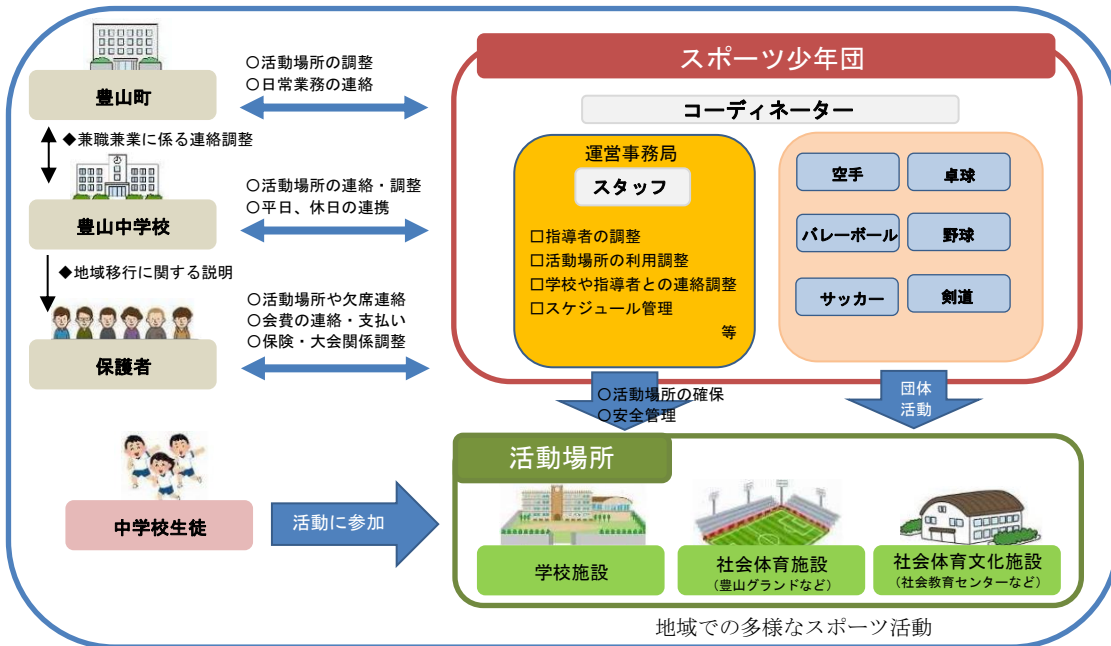 豊山町
◆兼職兼業に係る連絡調整
豊山中学校
◆地域移行に関する説明
保護者
〇活動場所の調整
〇日常業務の連絡
〇活動場所の連絡・調整
〇平日、休日の連携
〇活動場所や欠席連絡
〇会費の連絡・支払い
〇保険・大会関係調整
スポーツ少年団
コーディネーター
運営事務局
スタッフ
□指導者の調整
□活動場所の利用調整
□学校や指導者との連絡調整
□スケジュール管理
等
空手
卓球
バレーボール
野球
サッカー
剣道
〇活動場所の確保
〇安全管理
団体
活動
中学校生徒
活動に参加
活動場所
学校施設
社会体育施設
（豊山グランドなど）
社会体育文化施設
（社会教育センターなど）
地域での多様なスポーツ活動